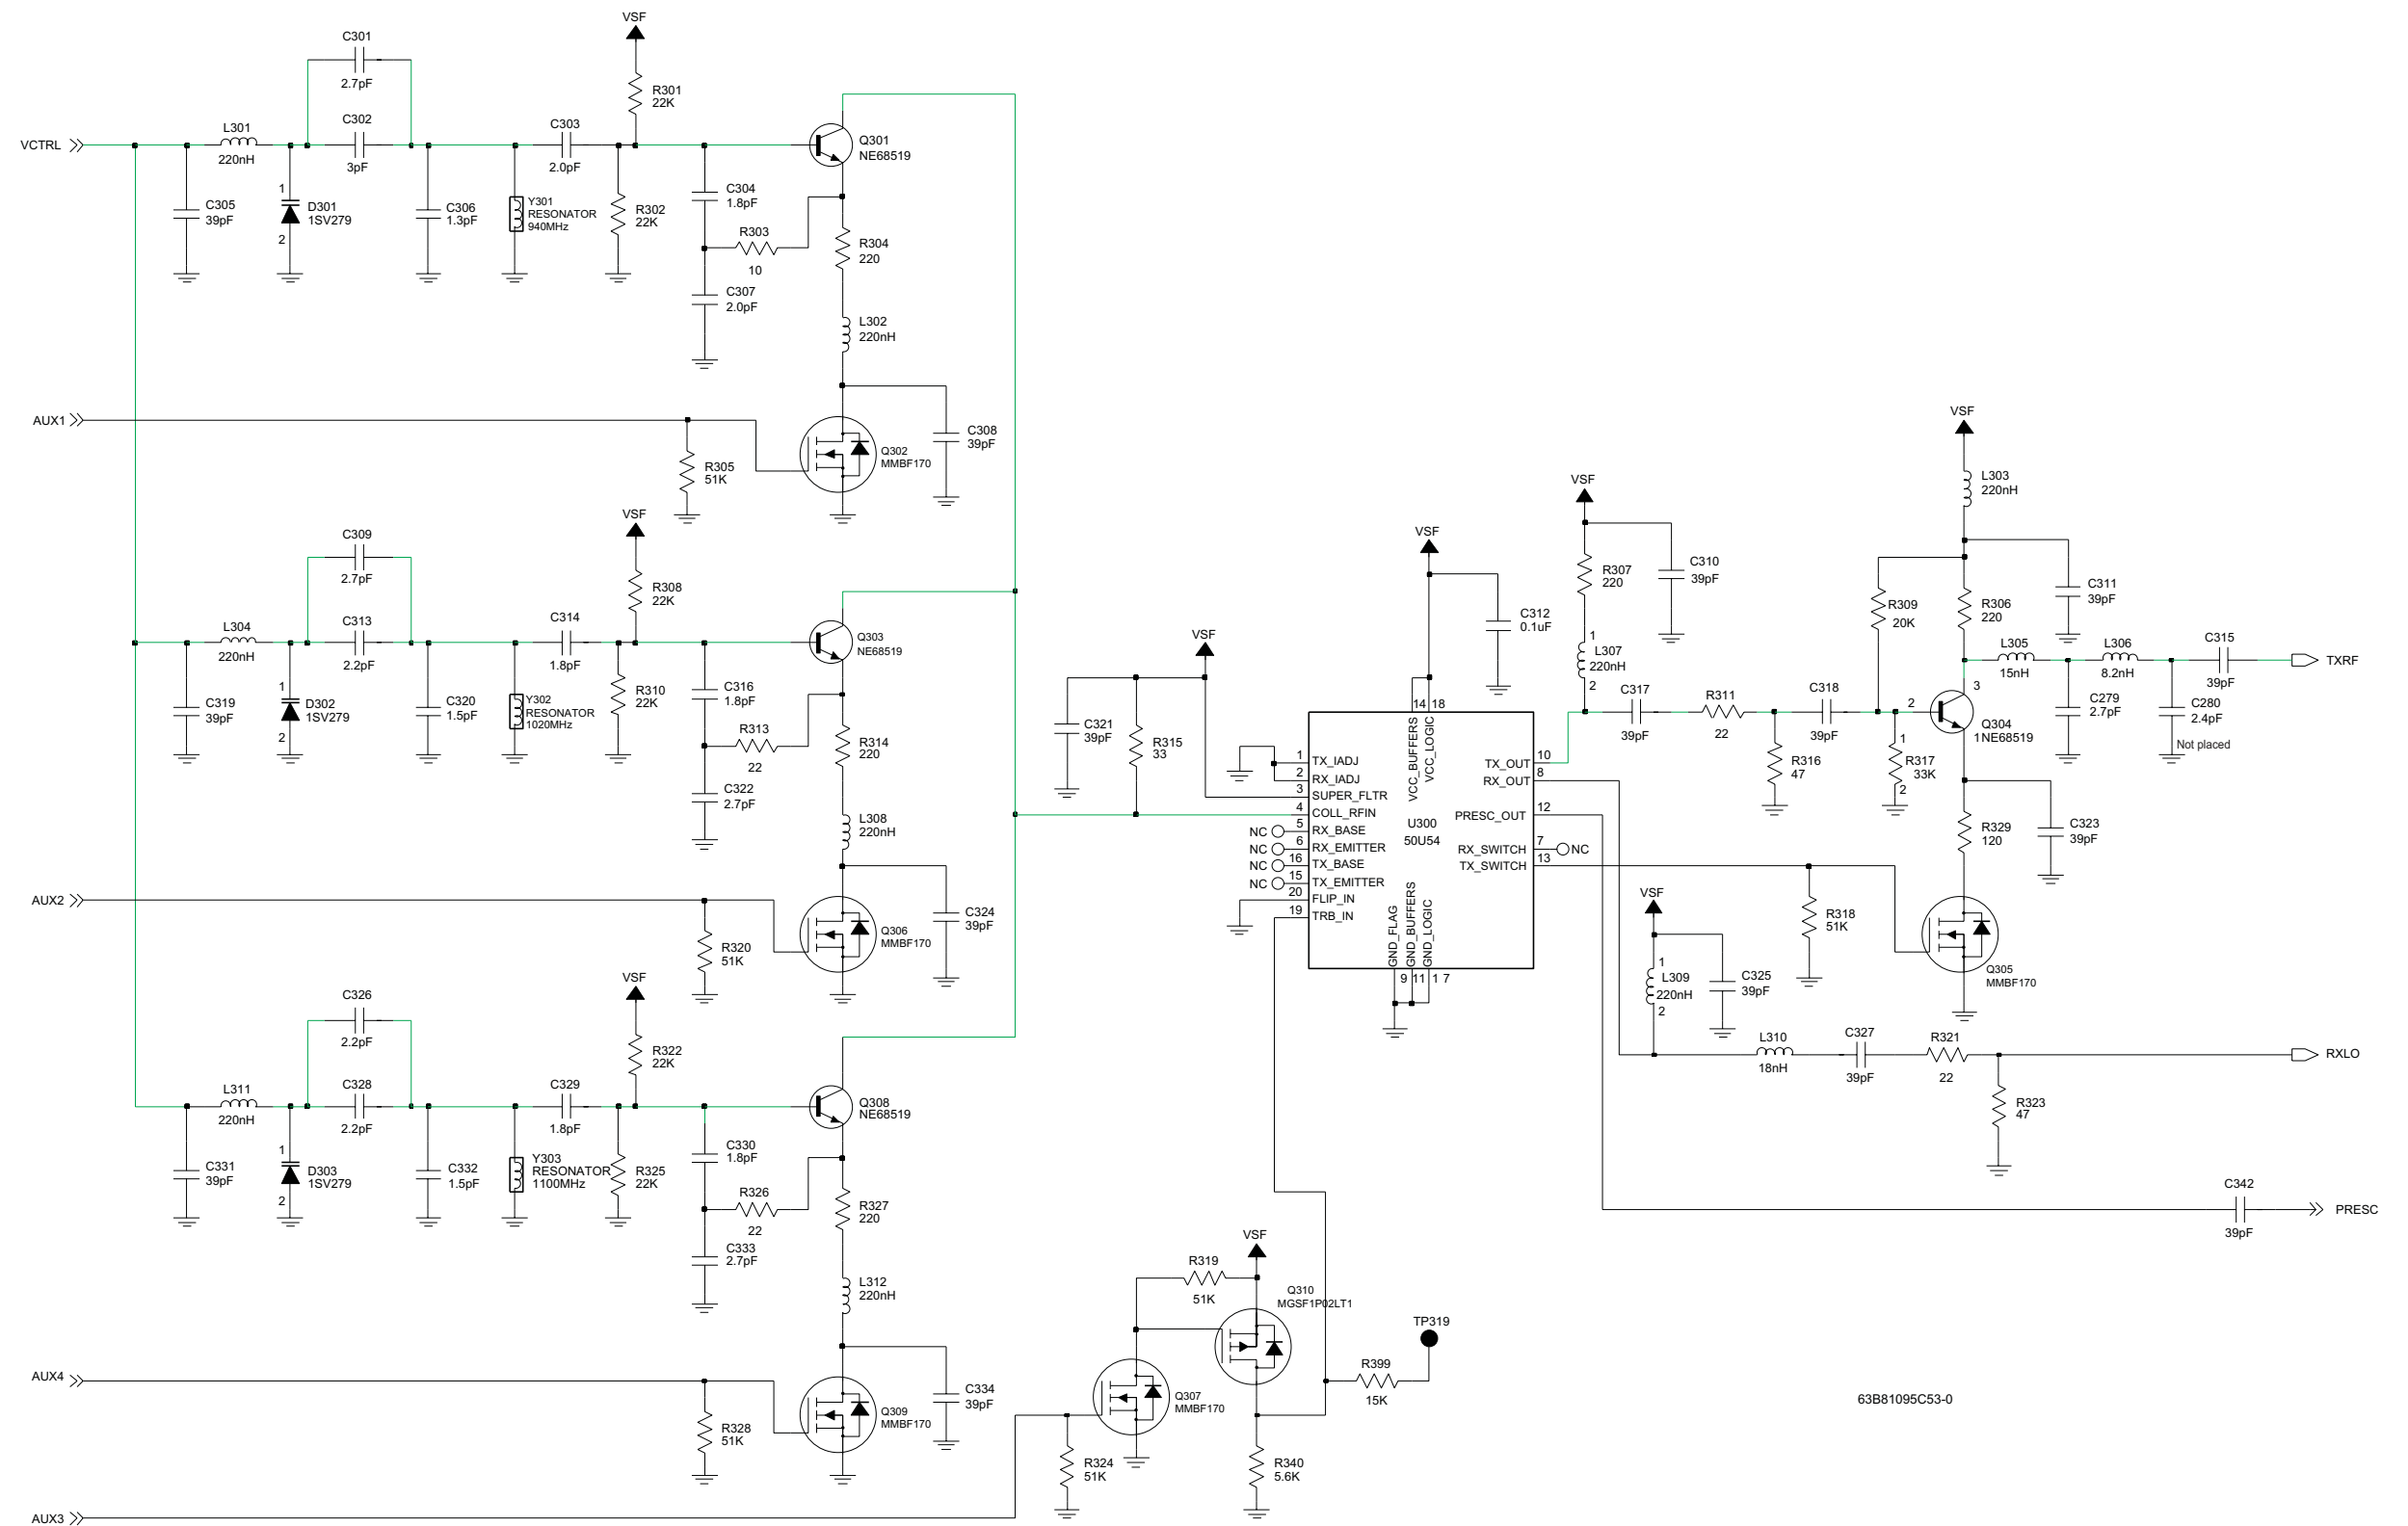 VSF
C301
2.7pF
R301
22K
VCTRL
L301
220nH
C302
3pF
C303
2.0pF
Q301
NE68519
C305
39pF
1
D301
1SV279
2
C306
1.3pF
Y301
RESONATOR
940MHz
R302
22K
C304
1.8pF
R303
10
R304
220
C307
2.0pF
L302
220nH
AUX1
R305
51K
Q302
MMBF170
C308
39pF
VSF
C309
2.7pF
R308
22K
L304
220nH
C313
2.2pF
C314
1.8pF
Q303
NE68519
C319
39pF
1
D302
1SV279
2
C320
1.5pF
Y302
RESONATOR
1020MHz
R310
22K
C316
1.8pF
R313
22
R314
220
C322
2.7pF
L308
220nH
AUX2
R320
51K
Q306
MMBF170
C324
39pF
VSF
C326
2.2pF
R322
22K
L311
220nH
C328
2.2pF
C329
1.8pF
Q308
NE68519
C331
39pF
1
D303
1SV279
2
C332
1.5pF
Y303
RESONATOR
1100MHz
R325
22K
C330
1.8pF
R326
22
R327
220
C333
2.7pF
L312
220nH
AUX4
R328
51K
Q309
MMBF170
C334
39pF
AUX3
VSF
C321
39pF
R315
33
VSF
C312
0.1uF
14 18
VCC_BUFFERS
VCC_LOGIC
1 TX_IADJ
2 RX_IADJ
3 SUPER_FLTR
4 COLL_RFIN
NC 5 RX_BASE
NC 6 RX_EMITTER
NC 16 TX_BASE
NC 15 TX_EMITTER
20 FLIP_IN
19 TRB_IN
U300
50U54
TX_OUT 10
RX_OUT 8
PRESC_OUT 12
RX_SWITCH 7 NC
TX_SWITCH 13
GND_FLAG
GND_BUFFERS
GND_LOGIC
9 11 1 7
VSF
R307
220
C310
39pF
1
L307
220nH
2
C317
39pF
R311
22
R316
47
C318
39pF
VSF
L303
220nH
C311
39pF
R309
20K
R306
220
L305
15nH
L306
8.2nH
C315
39pF
TXRF
3
2
Q304
1NE68519
C279
2.7pF
C280
2.4pF
Not placed
1
R317
33K
2
R329
120
C323
39pF
R318
51K
Q305
MMBF170
VSF
1
L309
220nH
2
C325
39pF
L310
18nH
C327
39pF
R321
22
RXLO
R323
47
C342
39pF
PRESC
VSF
R319
51K
Q310
MGSF1P02LT1
Q307
MMBF170
R324
51K
R340
5.6K
R399
15K
TP319
63B81095C53-0